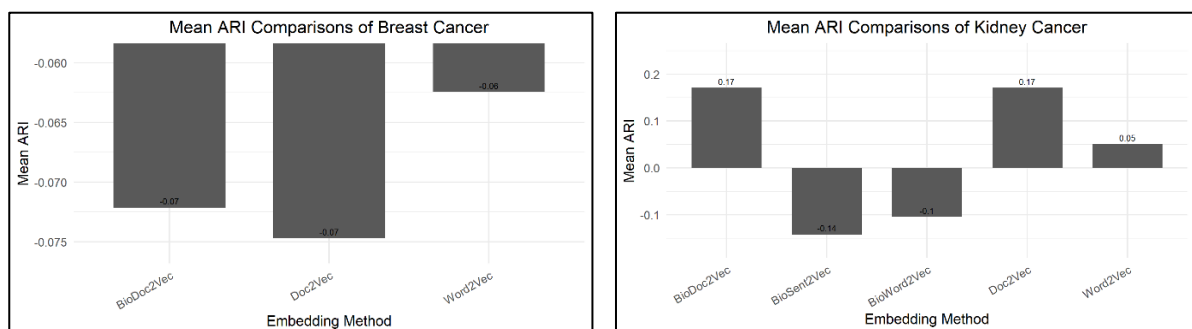 Mean ARI Comparisons of Breast Cancer
Mean ARI
-0.060
-0.065
-0.070
-0.075
-0.07
-0.07
-0.06
BioDoc2Vec
Doc2Vec
Word2Vec
Embedding Method
Mean ARI Comparisons of Kidney Cancer
Mean ARI
0.2
0.1
0.0
-0.1
0.17
-0.14
-0.1
0.17
0.05
BioDoc2Vec
BioSent2Vec
BioWord2Vec
Doc2Vec
Word2Vec
Embedding Method